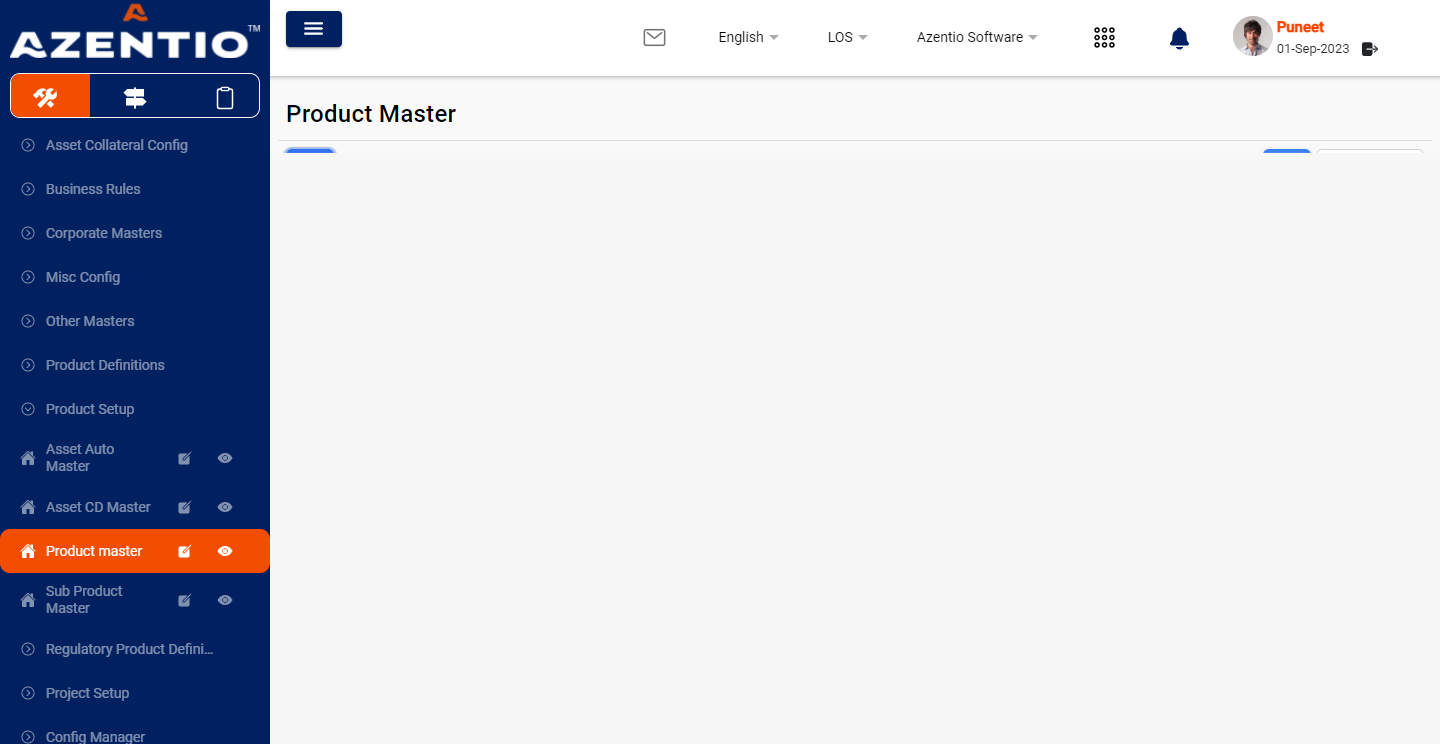 AZENTIO™
English
LOS
Azentio Software
Puneet
01-Sep-2023
Product Master
Asset Collateral Config
Business Rules
Corporate Masters
Misc Config
Other Masters
Product Definitions
Product Setup
Asset Auto
Master
Asset CD Master
Product master
Sub Product
Master
Regulatory Product Defini...
Project Setup
Config Manager